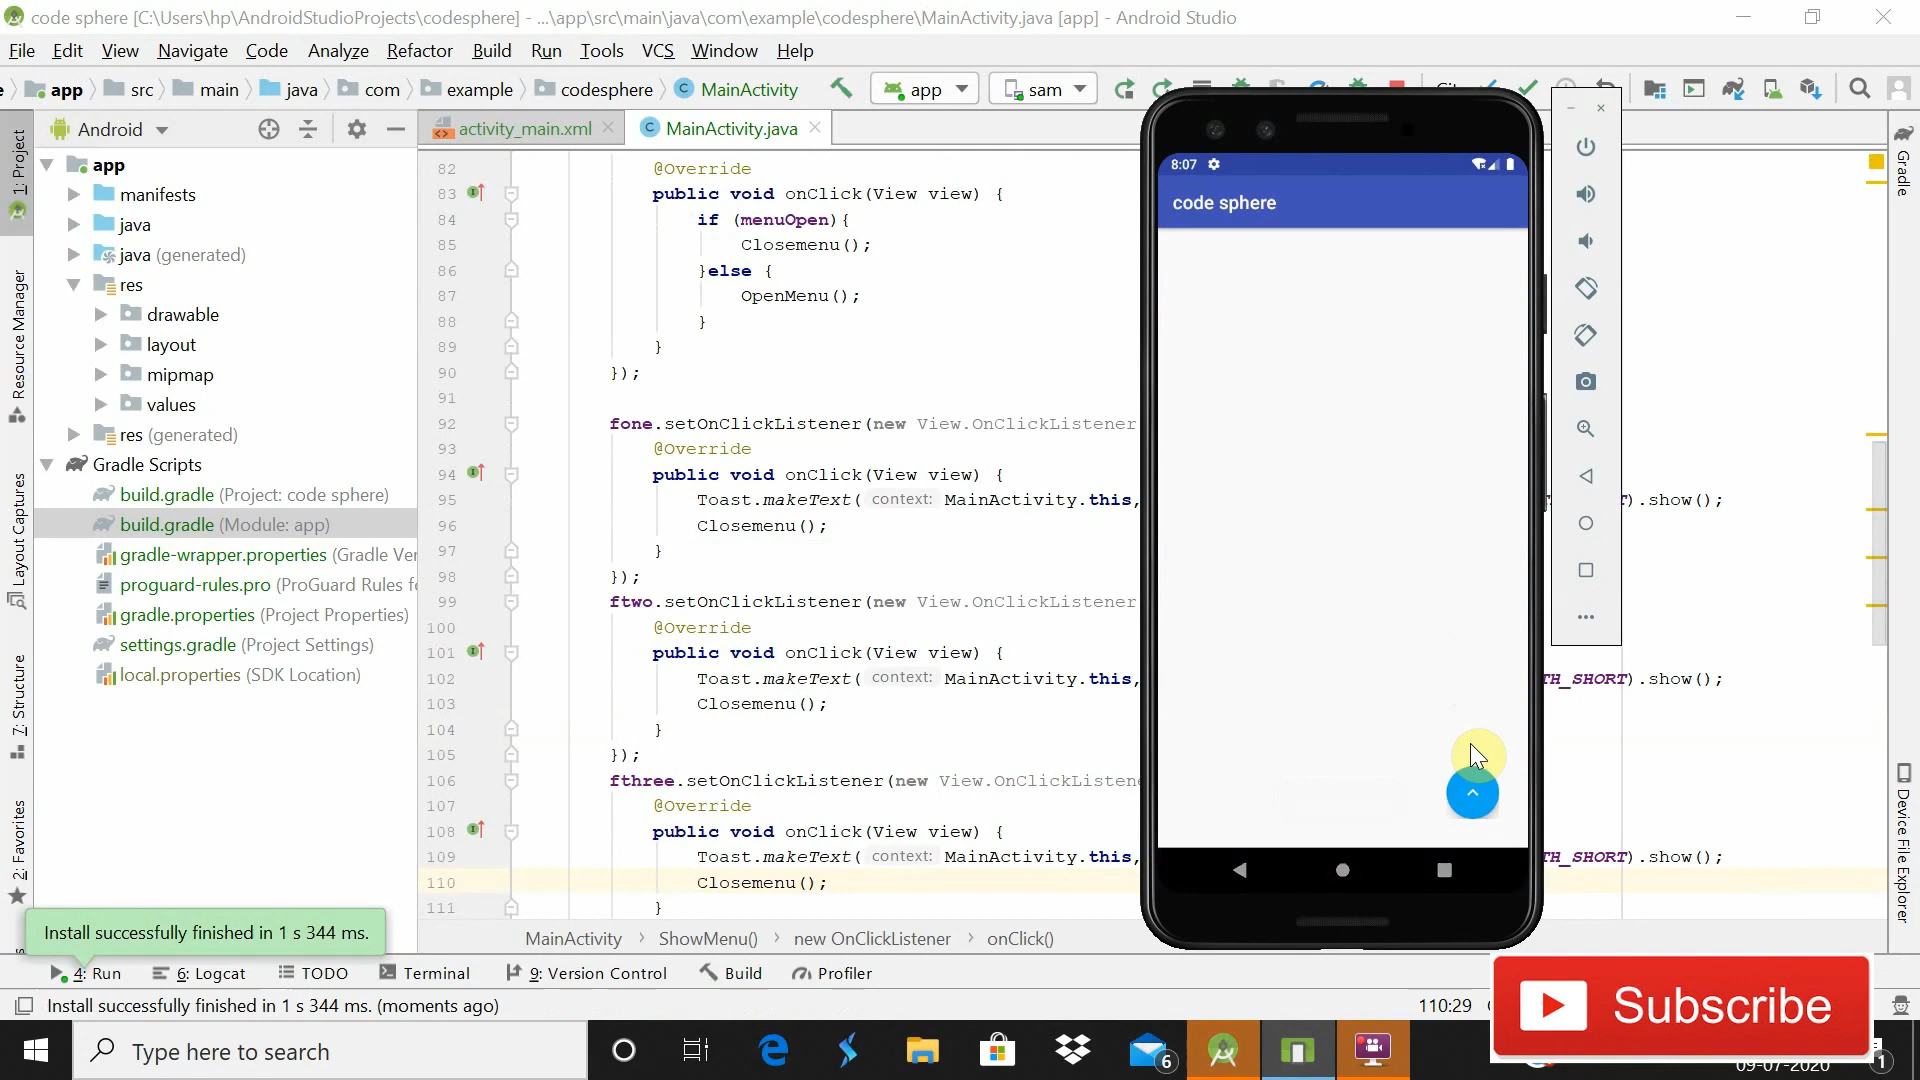 code sphere [C:\Users\hp\AndroidStudioProjects\codesphere] - ...\app\src\main\java\com\example\codesphere\MainActivity.java [app] - Android Studio
File Edit View Navigate Code Analyze Refactor Build Run Tools VCS Window Help
app src main java com example codesphere MainActivity app sam
Android
activity_main.xml MainActivity.java
1: Project
Resource Manager
Layout Captures
7: Structure
2: Favorites
app
manifests
java
java (generated)
res
drawable
layout
mipmap
values
res (generated)
Gradle Scripts
build.gradle (Project: code sphere)
build.gradle (Module: app)
gradle-wrapper.properties (Gradle Ver
proguard-rules.pro (ProGuard Rules f
gradle.properties (Project Properties)
settings.gradle (Project Settings)
local.properties (SDK Location)
82 @Override
83 public void onClick(View view) {
84 if (menuOpen){
85 Closemenu();
86 }else {
87 OpenMenu();
88 }
89 }
90 });
91
92 fone.setOnClickListener(new View.OnClickListener
93 @Override
94 public void onClick(View view) {
95 Toast.makeText( context: MainActivity.this, ).show();
96 Closemenu();
97 }
98 });
99 ftwo.setOnClickListener(new View.OnClickListener
100 @Override
101 public void onClick(View view) {
102 Toast.makeText( context: MainActivity.this, TH_SHORT).show();
103 Closemenu();
104 }
105 });
106 fthree.setOnClickListener(new View.OnClickListene
107 @Override
108 public void onClick(View view) {
109 Toast.makeText( context: MainActivity.this, TH_SHORT).show();
110 Closemenu();
111 }
8:07
code sphere
Gradle
Device File Explorer
MainActivity ShowMenu() new OnClickListener onClick()
Install successfully finished in 1 s 344 ms.
4: Run 6: Logcat TODO Terminal 9: Version Control Build Profiler
Install successfully finished in 1 s 344 ms. (moments ago)
110:29
Subscribe
Type here to search
6
09-07-2020
1